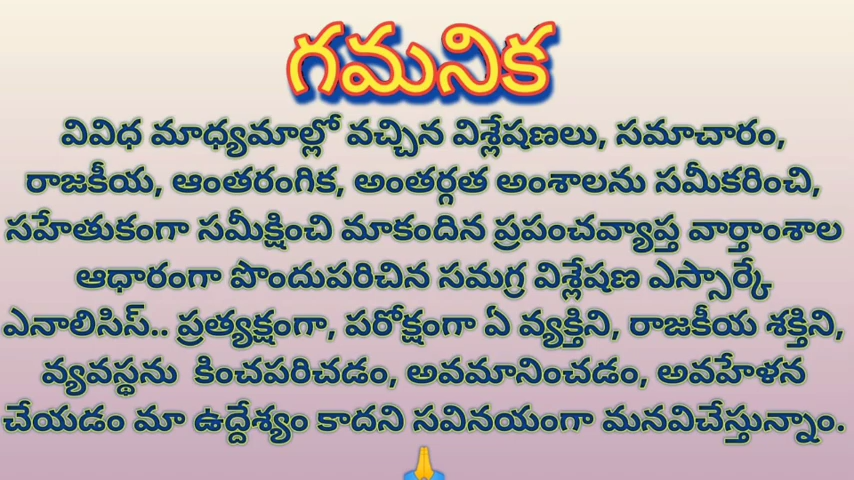 గమనిక
వివిధ మాధ్యమాల్లో వచ్చిన విశ్లేషణలు, సమాచారం,
రాజకీయ, ఆంతరంగిక, అంతర్గత అంశాలను సమీకరించి,
సహేతుకంగా సమీక్షించి మాకందిన ప్రపంచవ్యాప్త వార్తాంశాల
ఆధారంగా పొందుపరిచిన సమగ్ర విశ్లేషణ ఎస్సార్కే
ఎనాలిసిస్.. ప్రత్యక్షంగా, పరోక్షంగా ఏ వ్యక్తిని, రాజకీయ శక్తిని,
వ్యవస్థను కించపరిచడం, అవమానించడం, అవహేళన
చేయడం మా ఉద్దేశ్యం కాదని సవినయంగా మనవిచేస్తున్నాం.
🙏